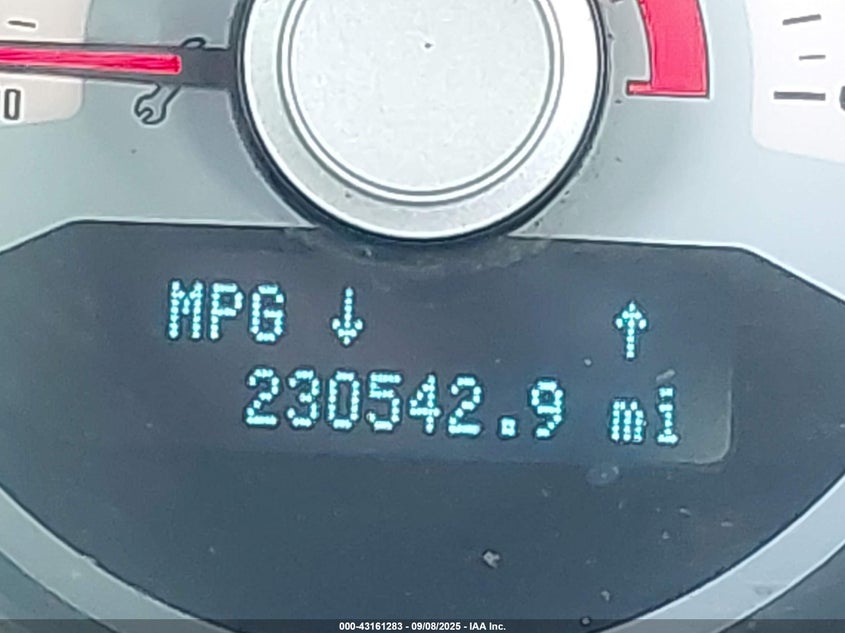 MPG ↓ ↑
230542.9 mi
000-43161283 - 09/08/2025 - IAA Inc.